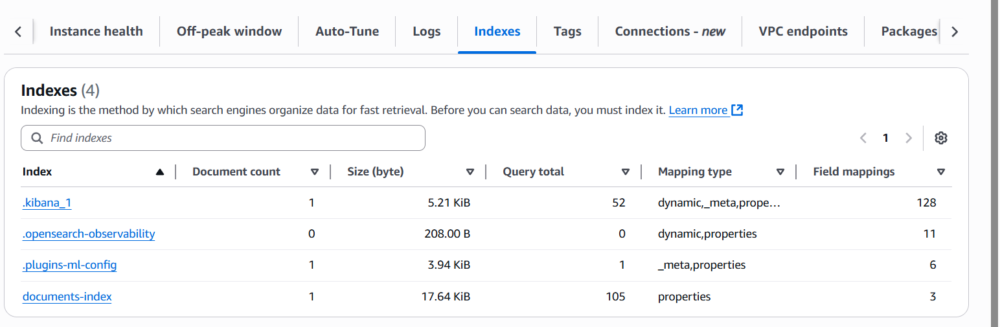 Instance health Off-peak window Auto-Tune Logs Indexes Tags Connections - new VPC endpoints Packages
Indexes (4)
Indexing is the method by which search engines organize data for fast retrieval. Before you can search data, you must index it. Learn more
Find indexes
1
Index Document count Size (byte) Query total Mapping type Field mappings
.kibana_1 1 5.21 KiB 52 dynamic,_meta,prope... 128
.opensearch-observability 0 208.00 B 0 dynamic,properties 11
.plugins-ml-config 1 3.94 KiB 1 _meta,properties 6
documents-index 1 17.64 KiB 105 properties 3